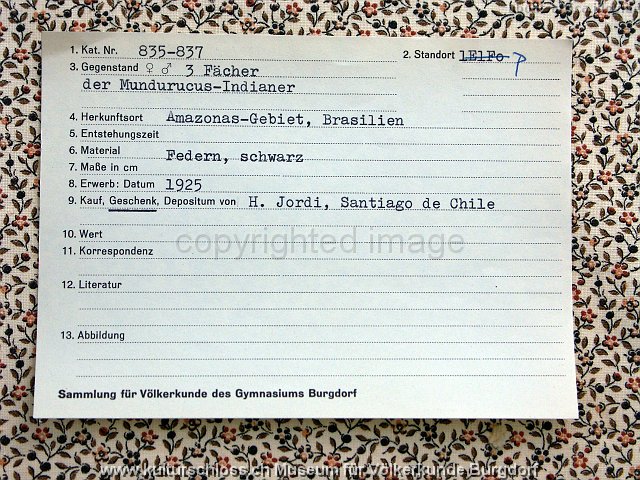 1. Kat. Nr. 835-837 2. Standort 1E1Fo P
3. Gegenstand ♀ ♂ 3 Fächer
der Mundurucus-Indianer
4. Herkunftsort Amazonas-Gebiet, Brasilien
5. Entstehungszeit
6. Material Federn, schwarz
7. Maße in cm
8. Erwerb: Datum 1925
9. Kauf, Geschenk, Depositum von H. Jordi, Santiago de Chile
10. Wert
copyrighted image
11. Korrespondenz
12. Literatur
13. Abbildung
Sammlung für Völkerkunde des Gymnasiums Burgdorf
www.kulturschloss.ch Museum für Völkerkunde Burgdorf